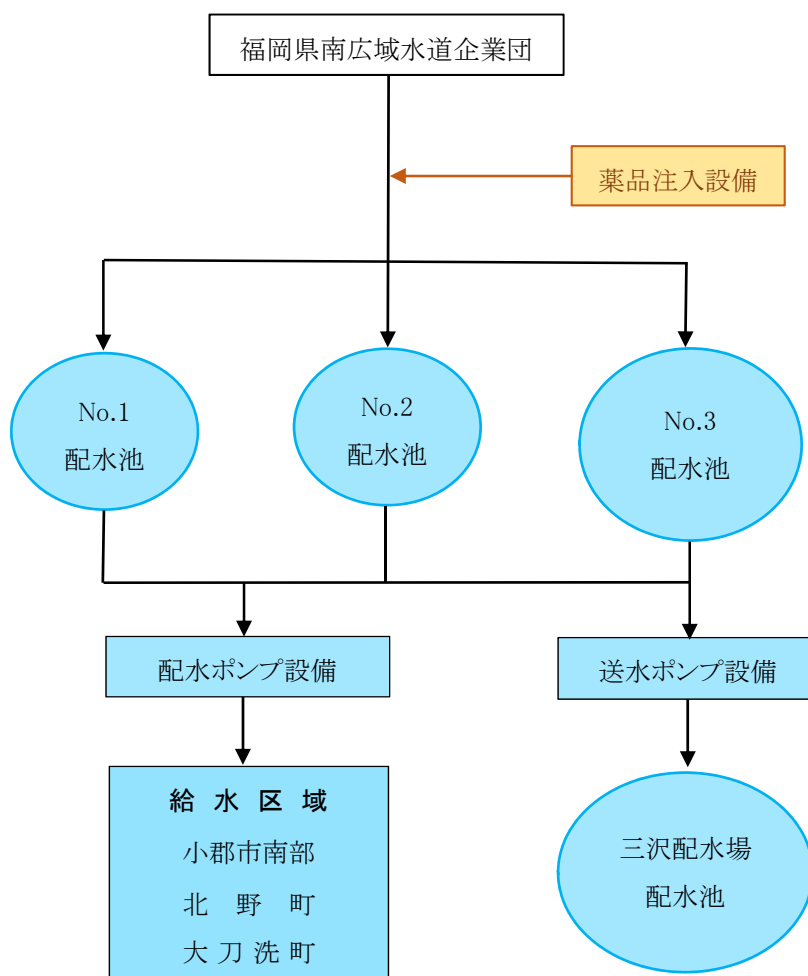 福岡県南広域水道企業団
薬品注入設備
No.1
配水池
No.2
配水池
No.3
配水池
配水ポンプ設備
送水ポンプ設備
給 水 区 域
小郡市南部
北 野 町
大 刀 洗 町
三沢配水場
配水池